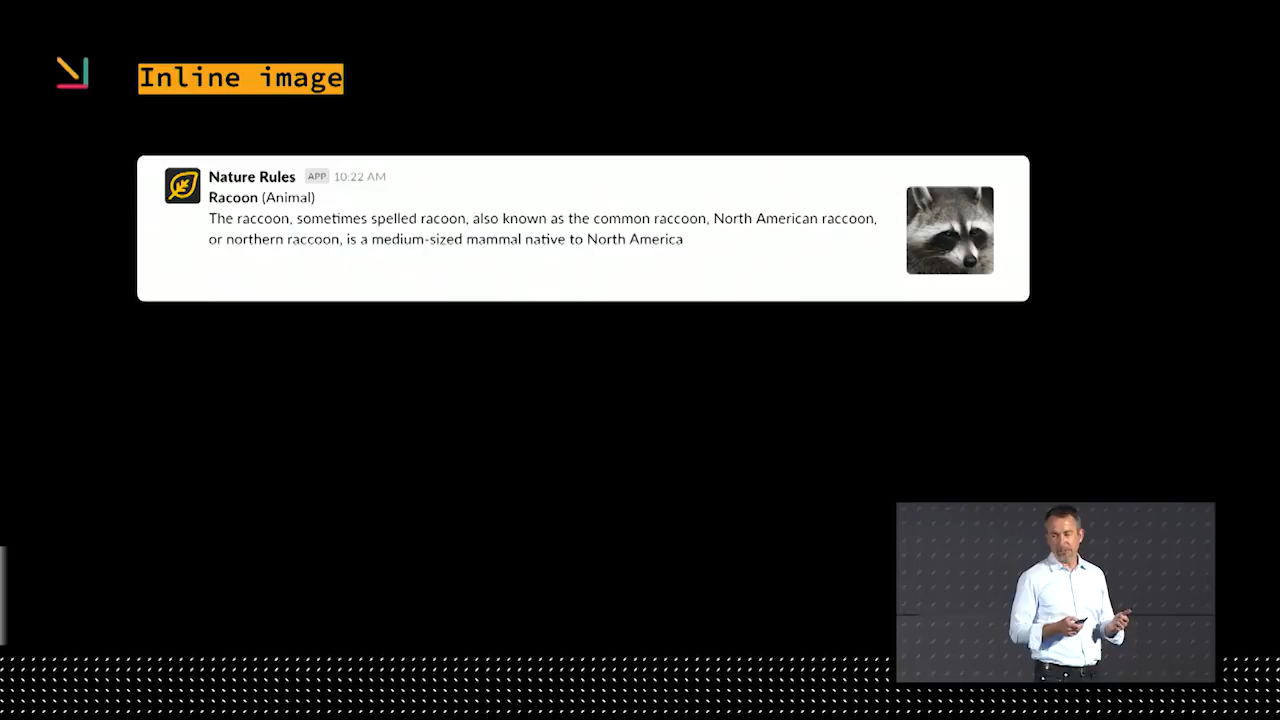 Inline image
Nature Rules APP 10:22 AM
Racoon (Animal)
The raccoon, sometimes spelled racoon, also known as the common raccoon, North American raccoon,
or northern raccoon, is a medium-sized mammal native to North America